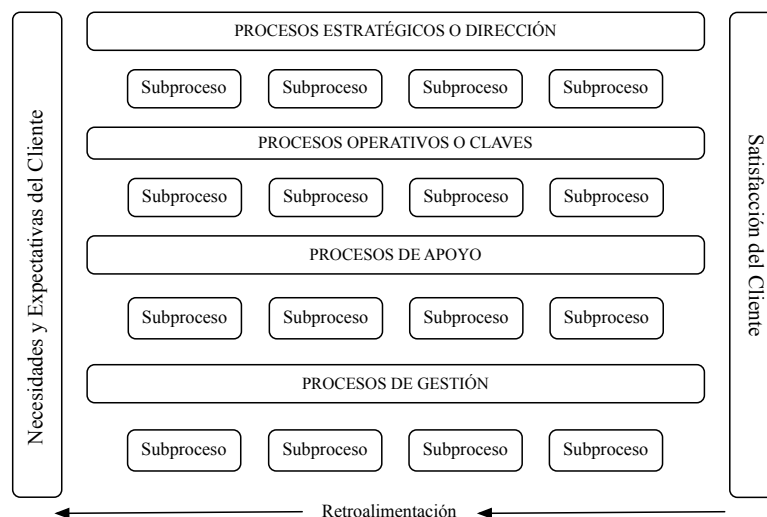 Necesidades y Expectativas del Cliente
PROCESOS ESTRATÉGICOS O DIRECCIÓN
Subproceso
Subproceso
Subproceso
Subproceso
PROCESOS OPERATIVOS O CLAVES
Subproceso
Subproceso
Subproceso
Subproceso
PROCESOS DE APOYO
Subproceso
Subproceso
Subproceso
Subproceso
PROCESOS DE GESTIÓN
Subproceso
Subproceso
Subproceso
Subproceso
Satisfacción del Cliente
Retroalimentación